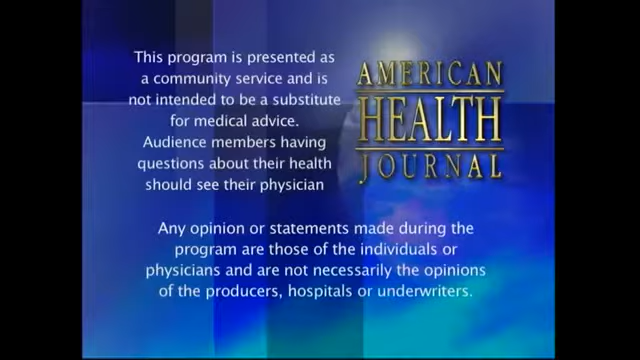 This program is presented as
a community service and is
not intended to be a substitute
for medical advice.
Audience members having
questions about their health
should see their physician
AMERICAN
HEALTH
JOURNAL
Any opinion or statements made during the
program are those of the individuals or
physicians and are not necessarily the opinions
of the producers, hospitals or underwriters.